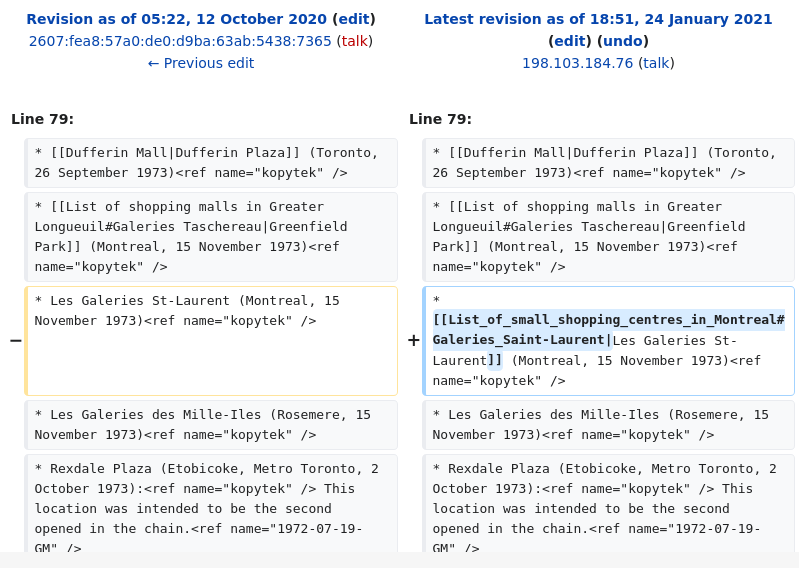 Revision as of 05:22, 12 October 2020 (edit)
2607:fea8:57a0:de0:d9ba:63ab:5438:7365 (talk)
← Previous edit
Latest revision as of 18:51, 24 January 2021
(edit) (undo)
198.103.184.76 (talk)
Line 79:
Line 79:
* [[Dufferin Mall|Dufferin Plaza]] (Toronto,
26 September 1973)<ref name="kopytek" />
* [[Dufferin Mall|Dufferin Plaza]] (Toronto,
26 September 1973)<ref name="kopytek" />
* [[List of shopping malls in Greater
Longueuil#Galeries Taschereau|Greenfield
Park]] (Montreal, 15 November 1973)<ref
name="kopytek" />
* [[List of shopping malls in Greater
Longueuil#Galeries Taschereau|Greenfield
Park]] (Montreal, 15 November 1973)<ref
name="kopytek" />
−
* Les Galeries St-Laurent (Montreal, 15
November 1973)<ref name="kopytek" />
+
*
[[List_of_small_shopping_centres_in_Montreal#
Galeries_Saint-Laurent|Les Galeries St-
Laurent]] (Montreal, 15 November 1973)<ref
name="kopytek" />
* Les Galeries des Mille-Iles (Rosemere, 15
November 1973)<ref name="kopytek" />
* Les Galeries des Mille-Iles (Rosemere, 15
November 1973)<ref name="kopytek" />
* Rexdale Plaza (Etobicoke, Metro Toronto, 2
October 1973):<ref name="kopytek" /> This
location was intended to be the second
opened in the chain.<ref name="1972-07-19-
GM" />
* Rexdale Plaza (Etobicoke, Metro Toronto, 2
October 1973):<ref name="kopytek" /> This
location was intended to be the second
opened in the chain.<ref name="1972-07-19-
GM" />